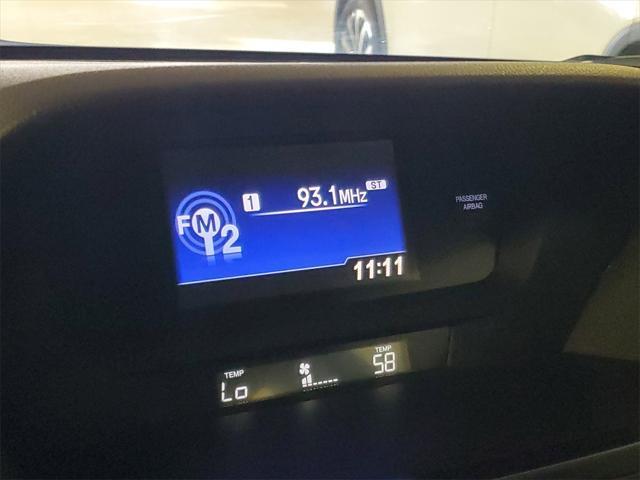 1 93.1MHz ST
FM2
11:11
PASSENGER
AIRBAG
TEMP
Lo
TEMP
58